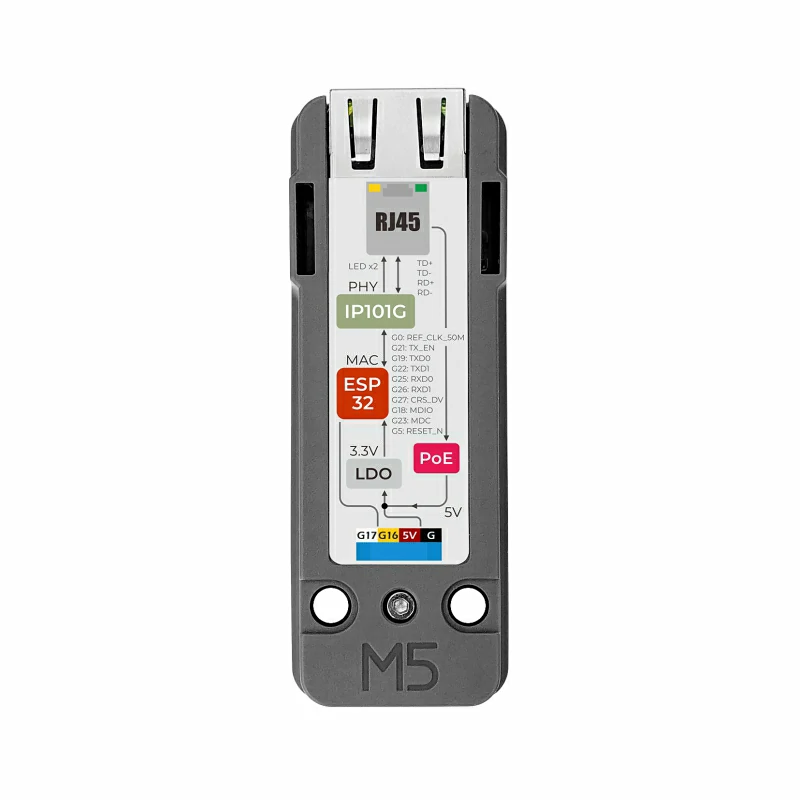 RJ45
LED x2
TD+
TD-
RD+
RD-
PHY
IP101G
G0: REF_CLK_50M
G21: TX_EN
G19: TXD0
G22: TXD1
G25: RXD0
G26: RXD1
G27: CRS_DV
G18: MDIO
G23: MDC
G5: RESET_N
MAC
ESP
32
3.3V
LDO
PoE
5V
G17 G16 5V G
M5